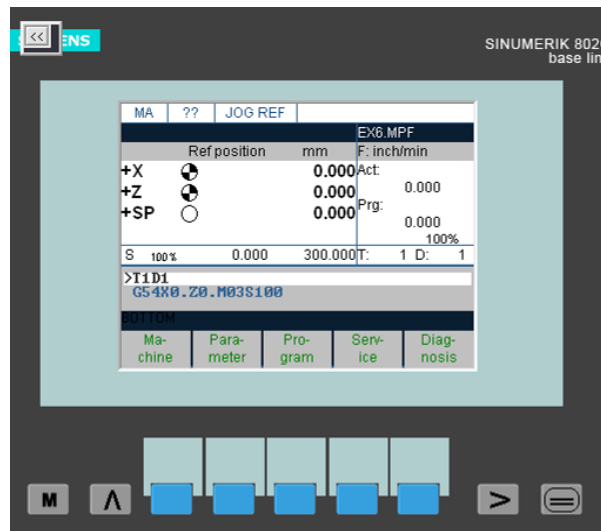 << ENS
SINUMERIK 802
base lin
MA ?? JOG REF
EX6.MPF
Ref position mm F: inch/min
+X 0.000 Act:
+Z 0.000 0.000
+SP 0.000 Prg:
0.000
100%
S 100% 0.000 300.000 T: 1 D: 1
>T1D1
G54X0.Z0.M03S100
BOTTOM
Ma- Para- Pro- Serv- Diag-
chine meter gram ice nosis
M Λ >